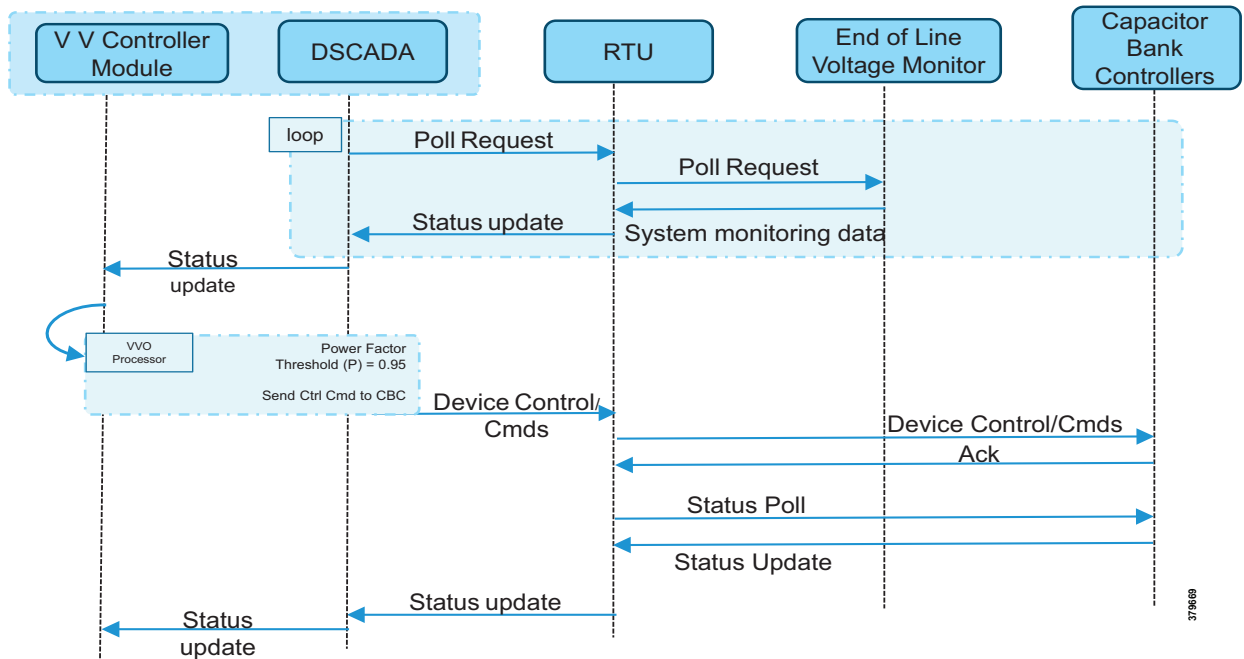 V V Controller
Module
DSCADA
RTU
End of Line
Voltage Monitor
Capacitor
Bank
Controllers
loop
Poll Request
Poll Request
Status update
System monitoring data
Status
update
VVO
Processor
Power Factor
Threshold (P) = 0.95
Send Ctrl Cmd to CBC
Device Control/
Cmds
Device Control/Cmds
Ack
Status Poll
Status Update
Status update
Status
update
379669